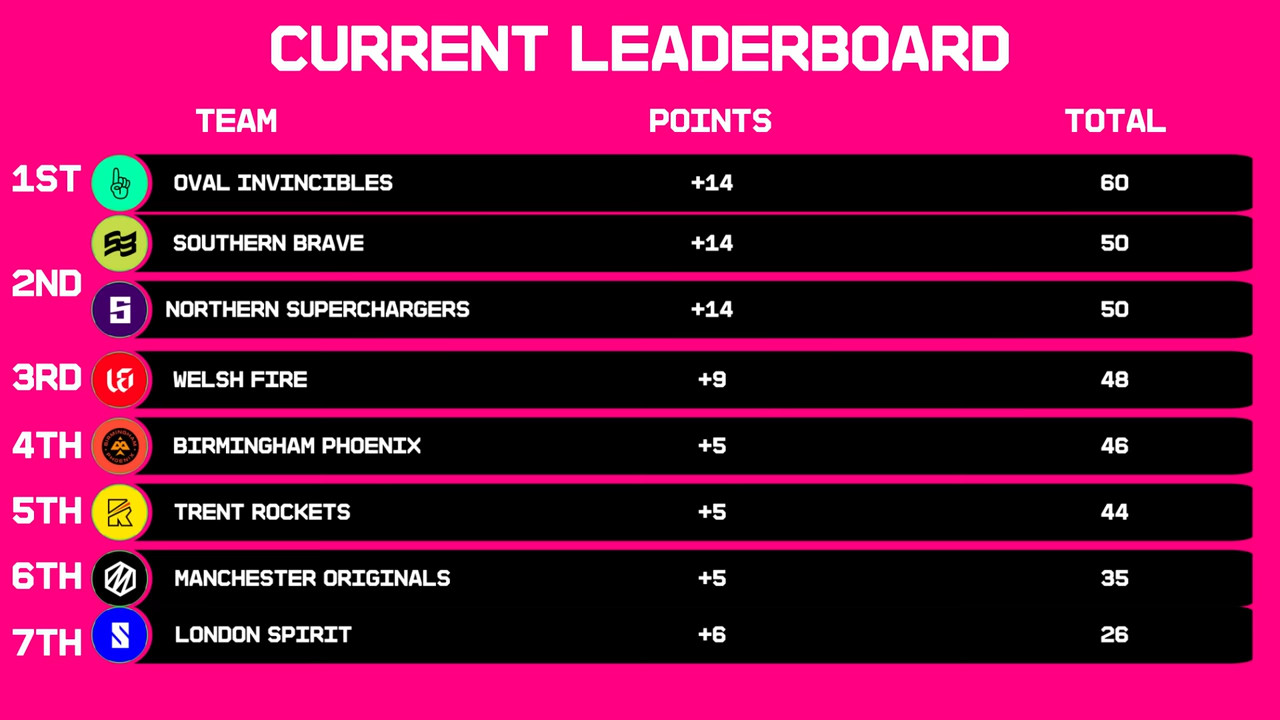 CURRENT LEADERBOARD
TEAM POINTS TOTAL
1ST OVAL INVINCIBLES +14 60
SOUTHERN BRAVE +14 50
2ND
NORTHERN SUPERCHARGERS +14 50
3RD WELSH FIRE +9 48
4TH BIRMINGHAM PHOENIX +5 46
5TH TRENT ROCKETS +5 44
6TH MANCHESTER ORIGINALS +5 35
7TH LONDON SPIRIT +6 26